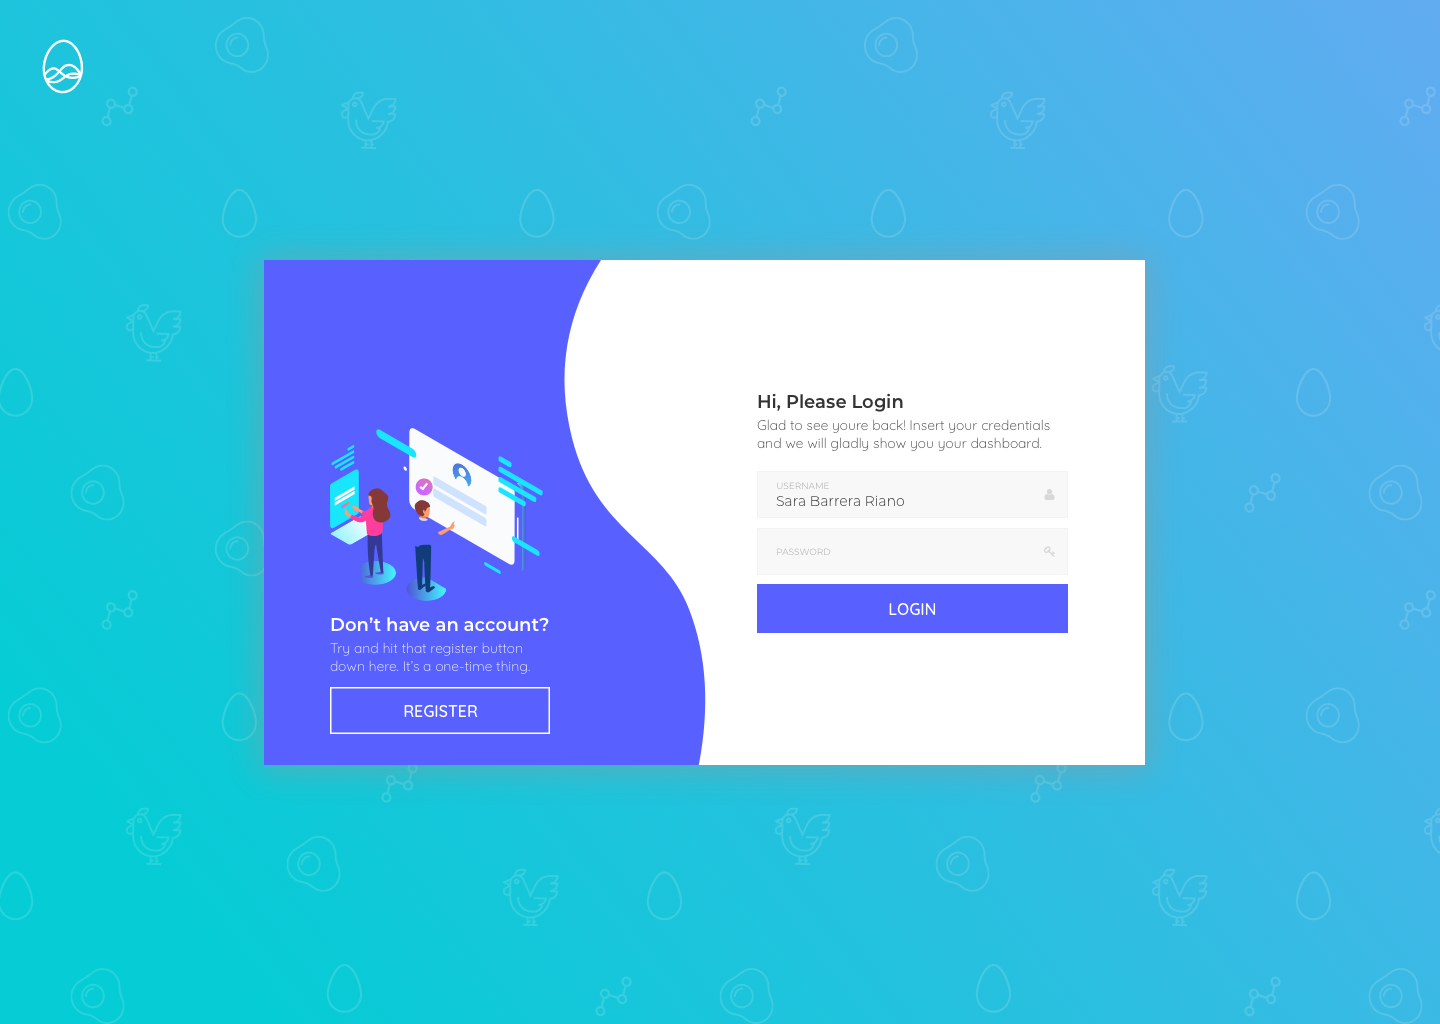 Hi, Please Login
Glad to see youre back! Insert your credentials
and we will gladly show you your dashboard.
USERNAME
Sara Barrera Riano
PASSWORD
LOGIN
Don’t have an account?
Try and hit that register button
down here. It’s a one-time thing.
REGISTER